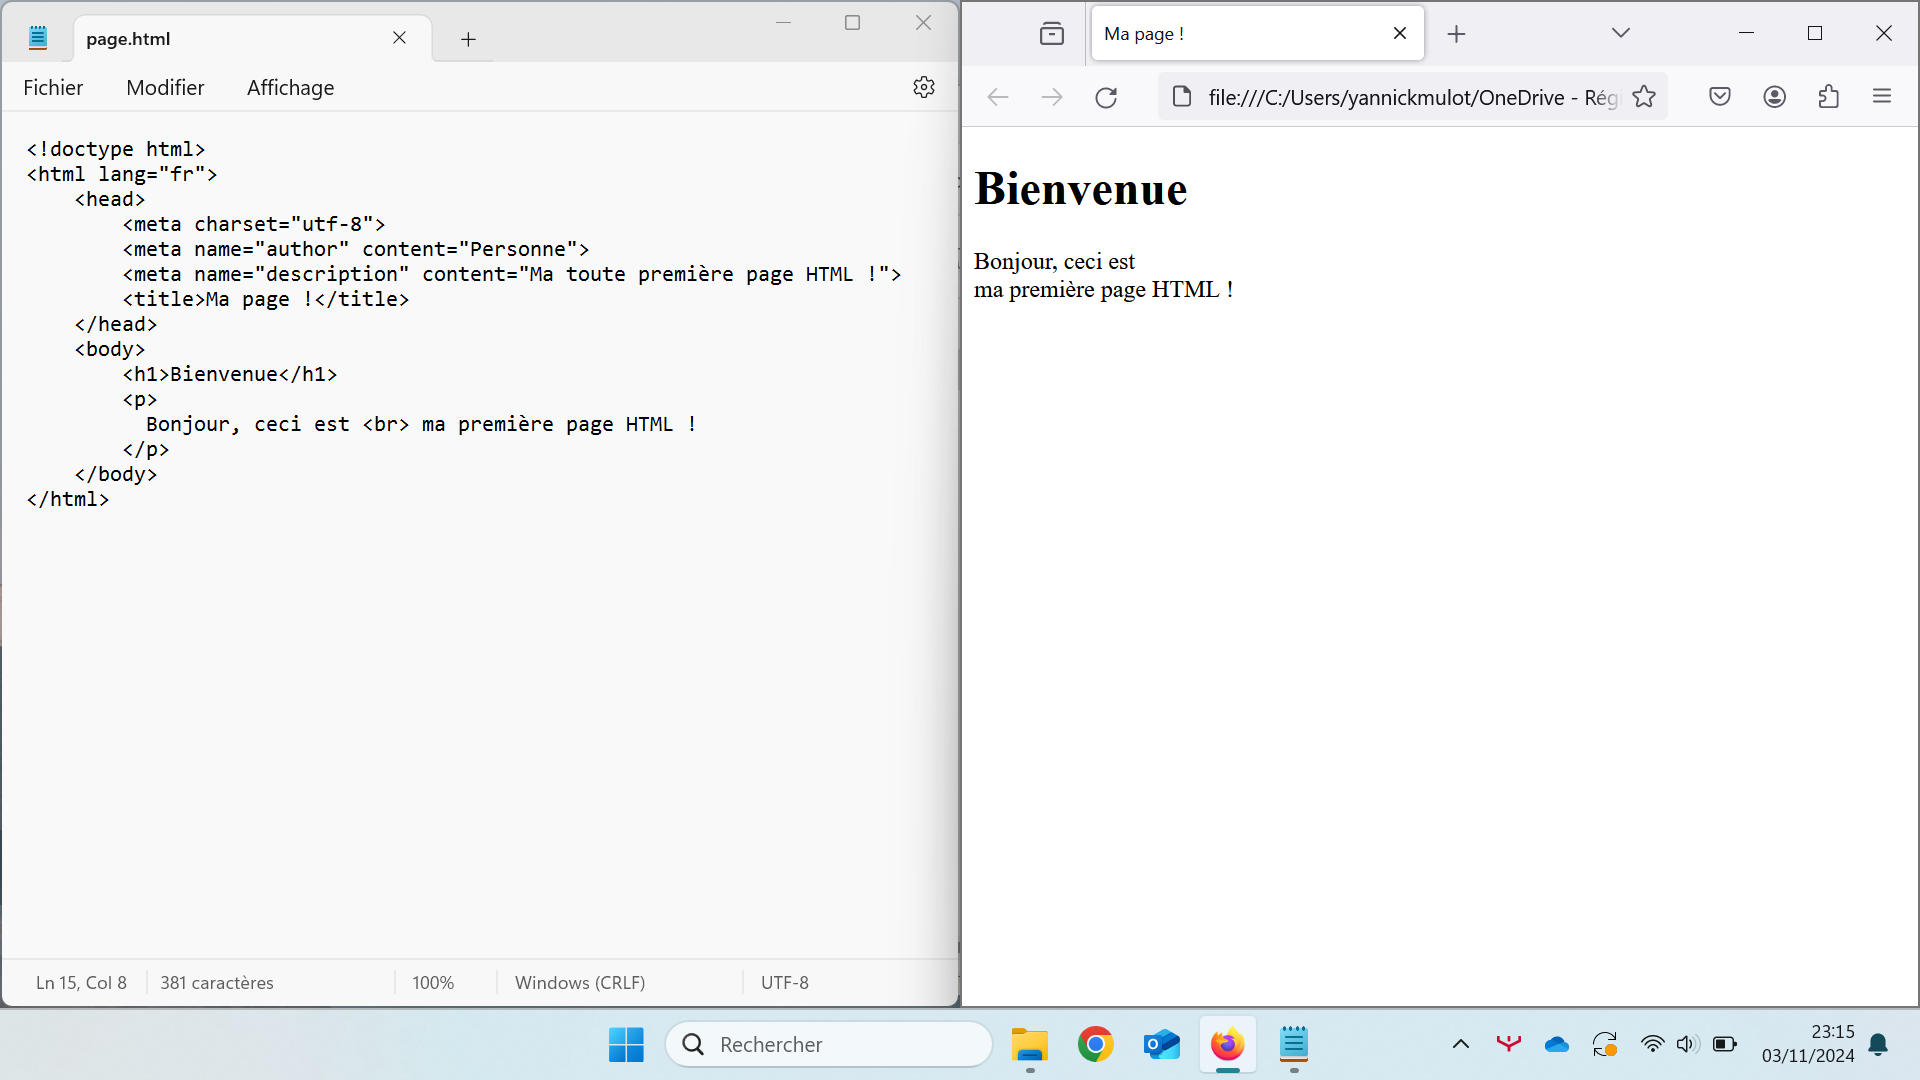 page.html
Fichier Modifier Affichage
<!doctype html>
<html lang="fr">
<head>
<meta charset="utf-8">
<meta name="author" content="Personne">
<meta name="description" content="Ma toute première page HTML !">
<title>Ma page !</title>
</head>
<body>
<h1>Bienvenue</h1>
<p>
Bonjour, ceci est <br> ma première page HTML !
</p>
</body>
</html>
Ln 15, Col 8 381 caractères 100% Windows (CRLF) UTF-8
Ma page !
file:///C:/Users/yannickmulot/OneDrive - Rég
Bienvenue
Bonjour, ceci est
ma première page HTML !
Rechercher
23:15
03/11/2024